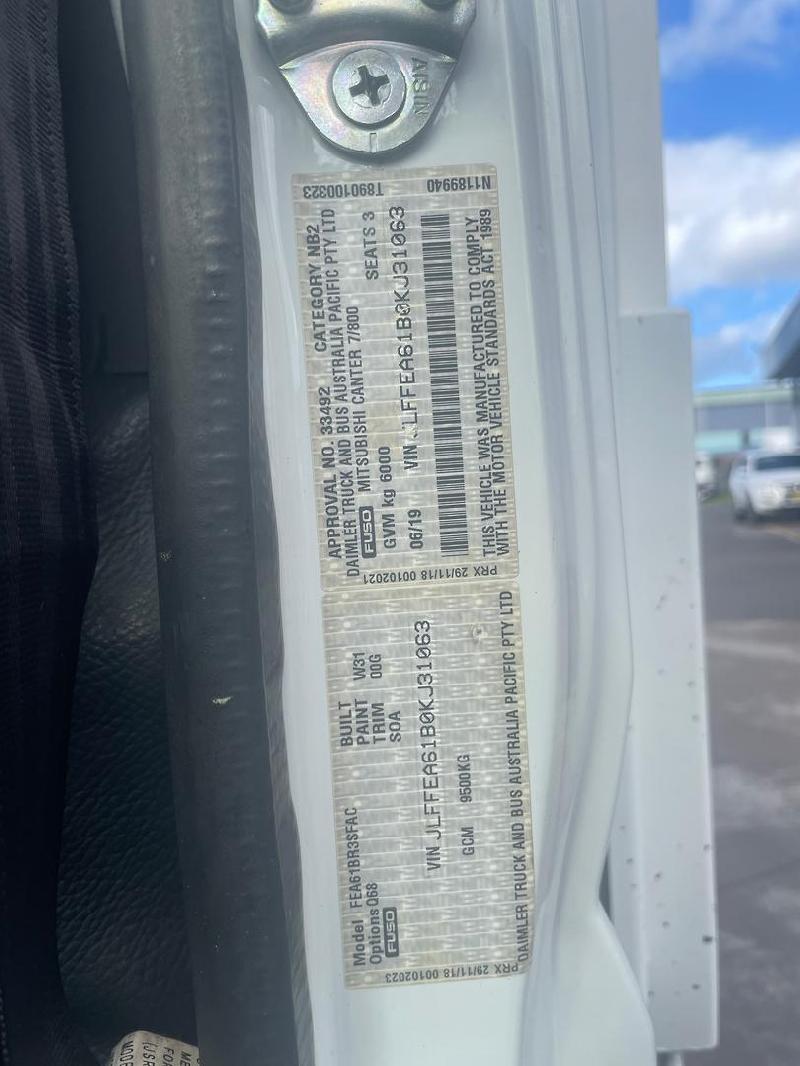 AISIN
T890100323
N1189940
APPROVAL NO. 33492 CATEGORY NB2
DAIMLER TRUCK AND BUS AUSTRALIA PACIFIC PTY LTD
FUSO MITSUBISHI CANTER 7/800
GVM kg 6000 SEATS 3
06/19 VIN JLFFEA61B0KJ31063
THIS VEHICLE WAS MANUFACTURED TO COMPLY
WITH THE MOTOR VEHICLE STANDARDS ACT 1989
PRX 29/11/18 00102021
Model FEA61BR3SFAC BUILT
Options Q68 PAINT W31
TRIM 00G
SOA
FUSO
VIN JLFFEA61B0KJ31063
GCM 9500KG
DAIMLER TRUCK AND BUS AUSTRALIA PACIFIC PTY LTD
PRX 29/11/18 00102023